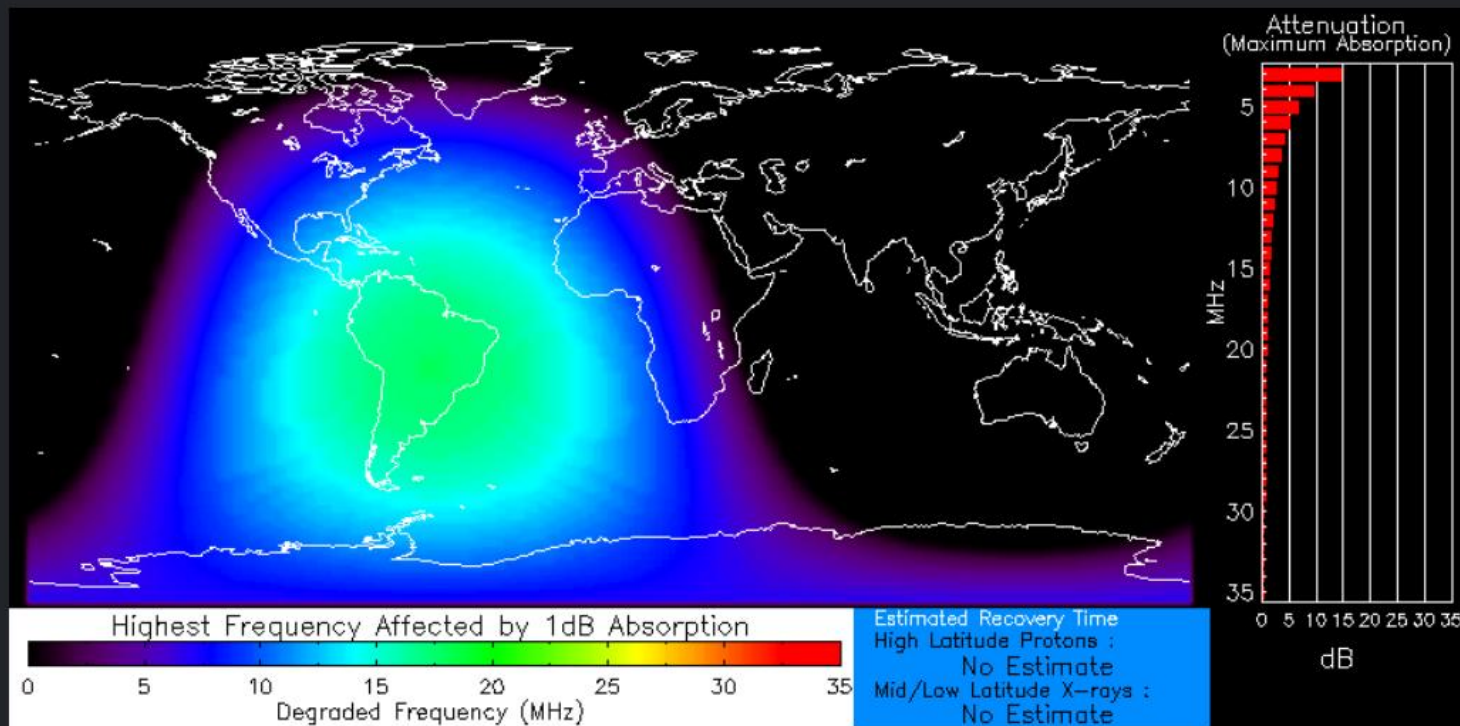 Attenuation
(Maximum Absorption)
5
10
15
20
25
30
35
MHz
0 5 10 15 20 25 30 35
dB
Highest Frequency Affected by 1dB Absorption
0 5 10 15 20 25 30 35
Degraded Frequency (MHz)
Estimated Recovery Time
High Latitude Protons :
No Estimate
Mid/Low Latitude X-rays :
No Estimate